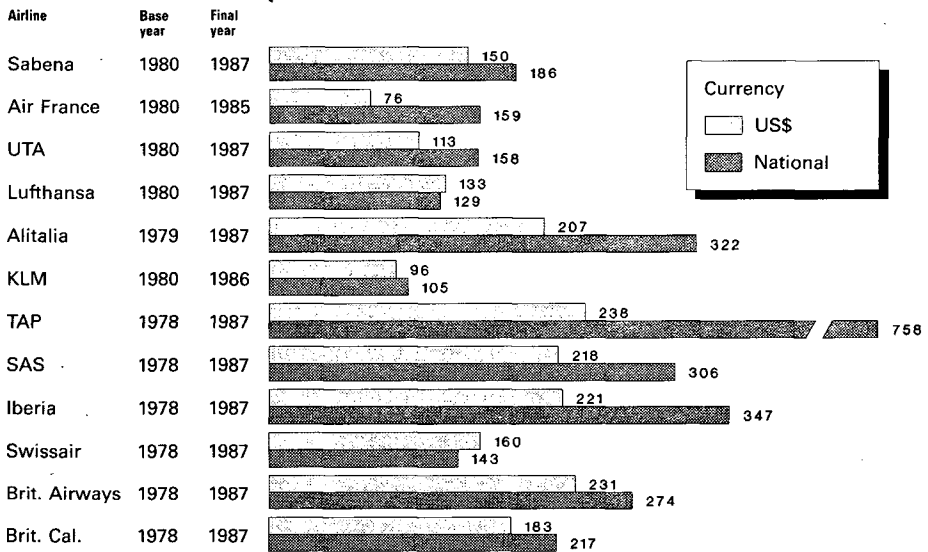 Airline Base year Final year
Sabena 1980 1987 150 186
Air France 1980 1985 76 159
UTA 1980 1987 113 158
Lufthansa 1980 1987 133 129
Alitalia 1979 1987 207 322
KLM 1980 1986 96 105
TAP 1978 1987 238 758
SAS 1978 1987 218 306
Iberia 1978 1987 221 347
Swissair 1978 1987 160 143
Brit. Airways 1978 1987 231 274
Brit. Cal. 1978 1987 183 217
Currency
US$
National